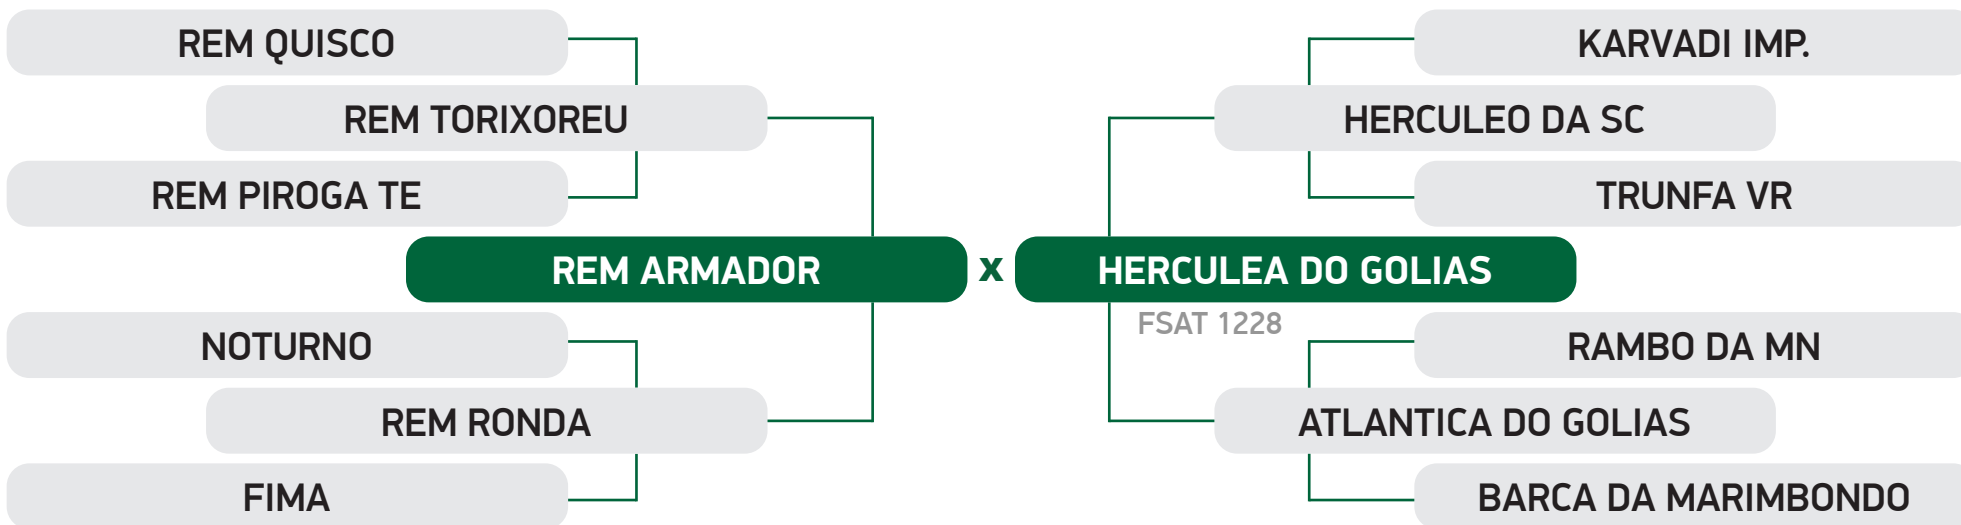 REM QUISCO
KARVADI IMP.
REM TORIXOREU
HERCULEO DA SC
REM PIROGA TE
TRUNFA VR
REM ARMADOR x HERCULEA DO GOLIAS
FSAT 1228
NOTURNO
RAMBO DA MN
REM RONDA
ATLANTICA DO GOLIAS
FIMA
BARCA DA MARIMBONDO